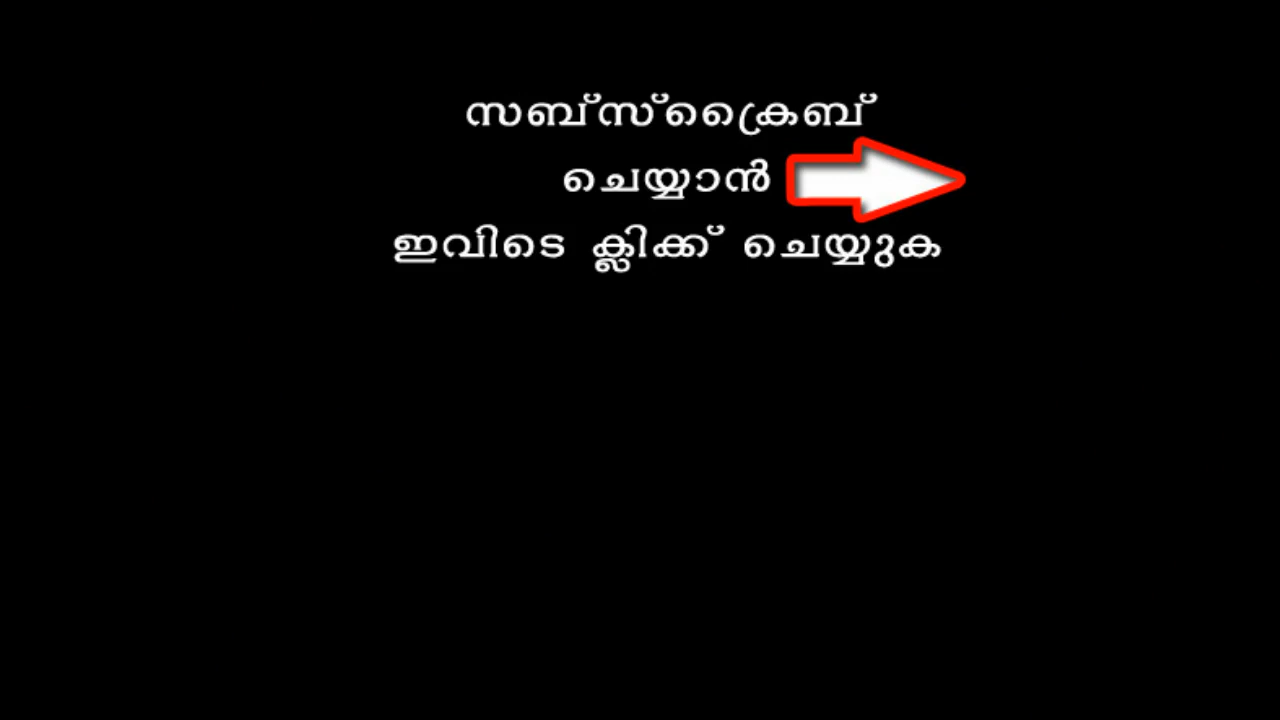 സബ്സ്ക്രൈബ്
ചെയ്യാൻ
ഇവിടെ ക്ലിക്ക് ചെയ്യുക